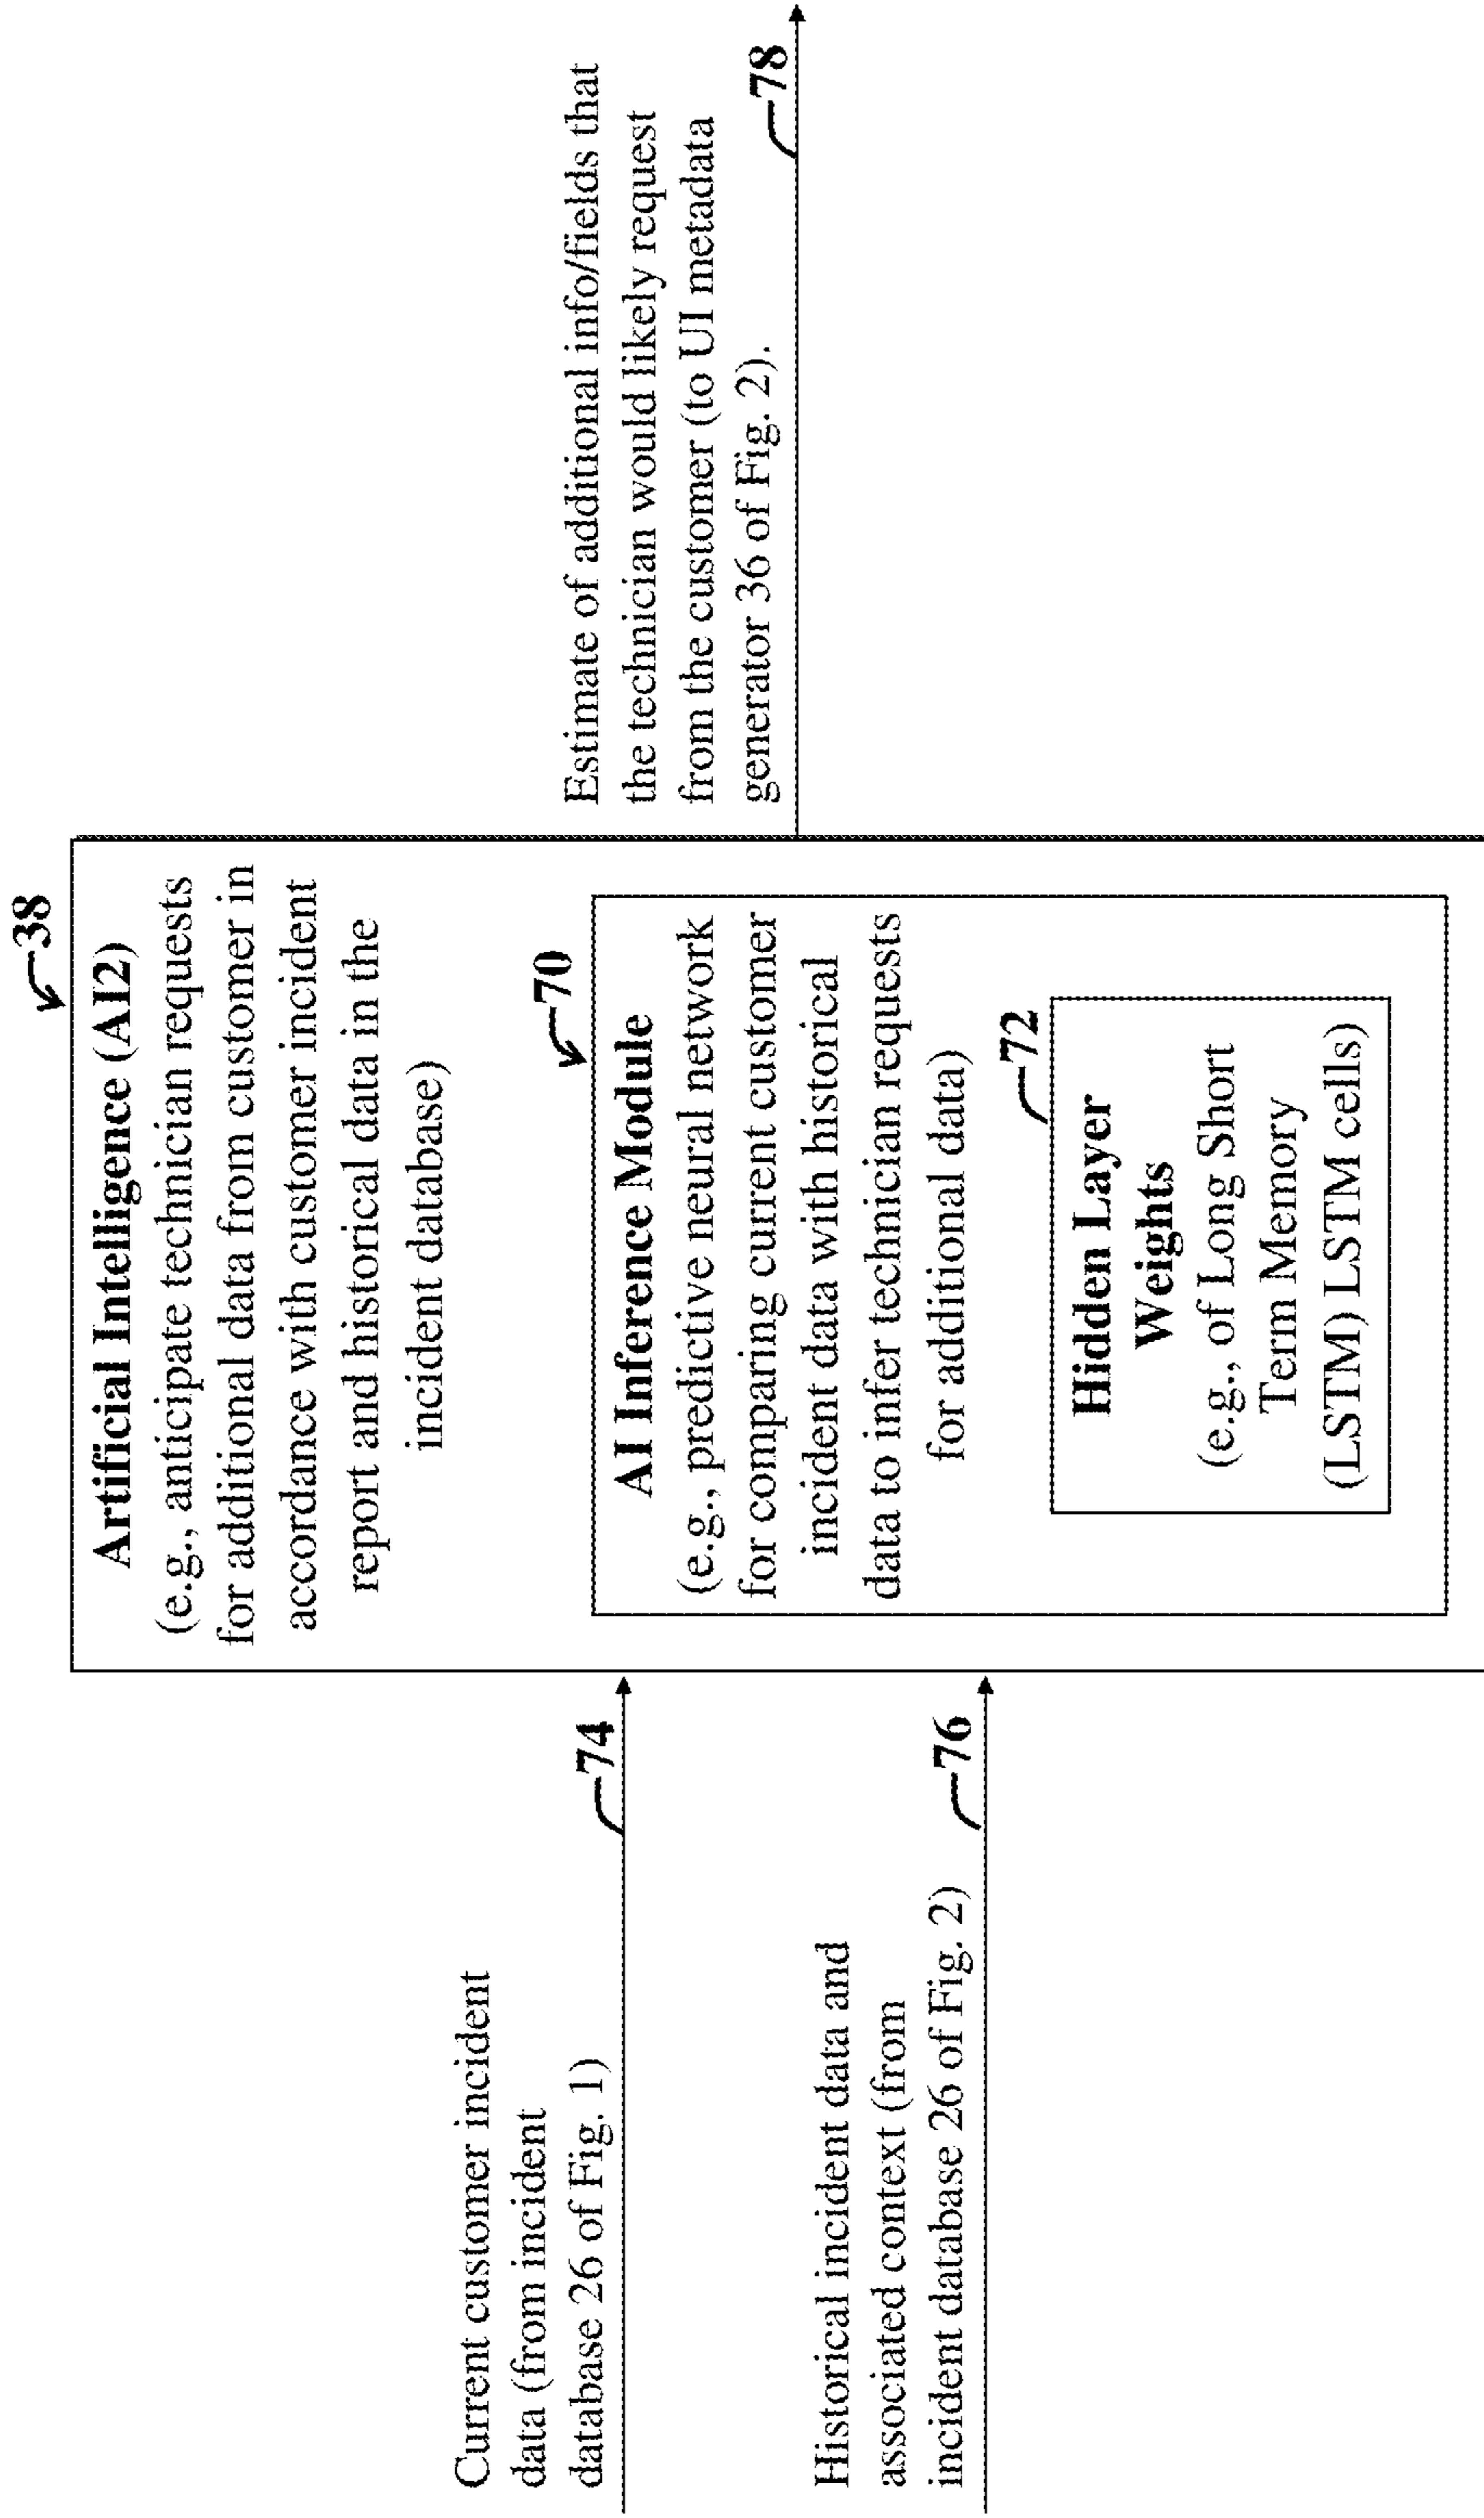 38
Artificial Intelligence (AI2)
(e.g., anticipate technician requests
for additional data from customer in
accordance with customer incident
report and historical data in the
incident database)
70
AI Inference Module
(e.g., predictive neural network
for comparing current customer
incident data with historical
data to infer technician requests
for additional data)
72
Hidden Layer
Weights
(e.g., of Long Short
Term Memory
(LSTM) LSTM cells)
Current customer incident
data (from incident
database 26 of Fig. 1)
74
Historical incident data and
associated context (from
incident database 26 of Fig. 2)
76
Estimate of additional info/fields that
the technician would likely request
from the customer (to UI metadata
generator 36 of Fig. 2).
78